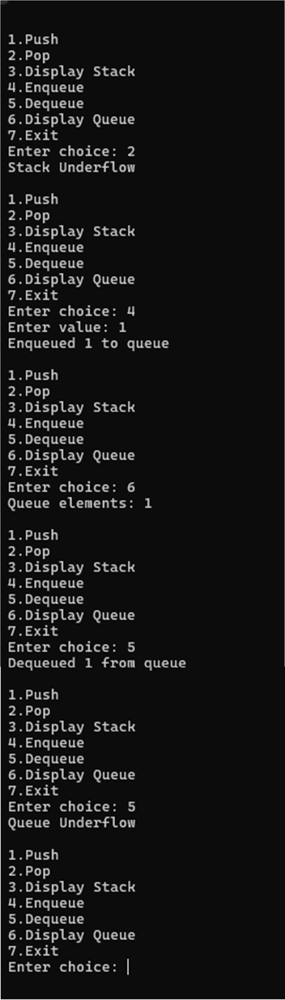 1.Push
2.Pop
3.Display Stack
4.Enqueue
5.Dequeue
6.Display Queue
7.Exit
Enter choice: 2
Stack Underflow
1.Push
2.Pop
3.Display Stack
4.Enqueue
5.Dequeue
6.Display Queue
7.Exit
Enter choice: 4
Enter value: 1
Enqueued 1 to queue
1.Push
2.Pop
3.Display Stack
4.Enqueue
5.Dequeue
6.Display Queue
7.Exit
Enter choice: 6
Queue elements: 1
1.Push
2.Pop
3.Display Stack
4.Enqueue
5.Dequeue
6.Display Queue
7.Exit
Enter choice: 5
Dequeued 1 from queue
1.Push
2.Pop
3.Display Stack
4.Enqueue
5.Dequeue
6.Display Queue
7.Exit
Enter choice: 5
Queue Underflow
1.Push
2.Pop
3.Display Stack
4.Enqueue
5.Dequeue
6.Display Queue
7.Exit
Enter choice: